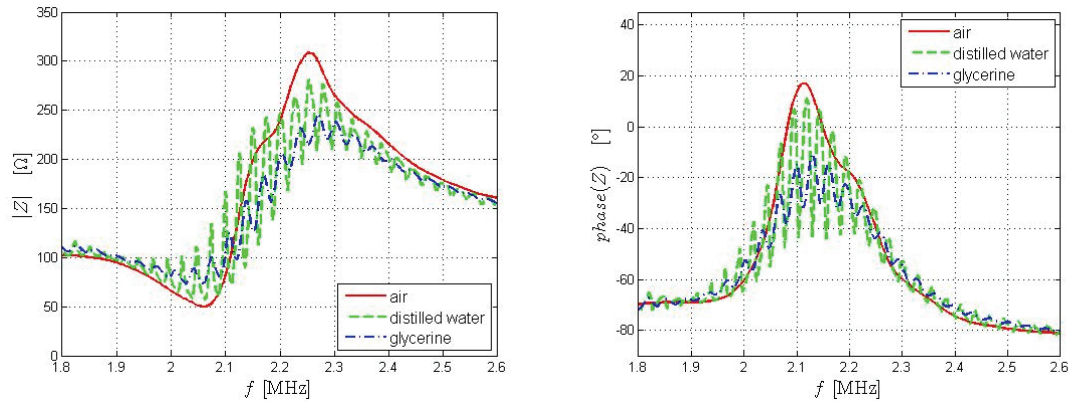 350
300
250
200
150
100
50
0
|Z| [Ω]
air
distilled water
glycerine
1.8 1.9 2 2.1 2.2 2.3 2.4 2.5 2.6
f [MHz]
40
20
0
-20
-40
-60
-80
phase(Z) [°]
air
distilled water
glycerine
1.8 1.9 2 2.1 2.2 2.3 2.4 2.5 2.6
f [MHz]